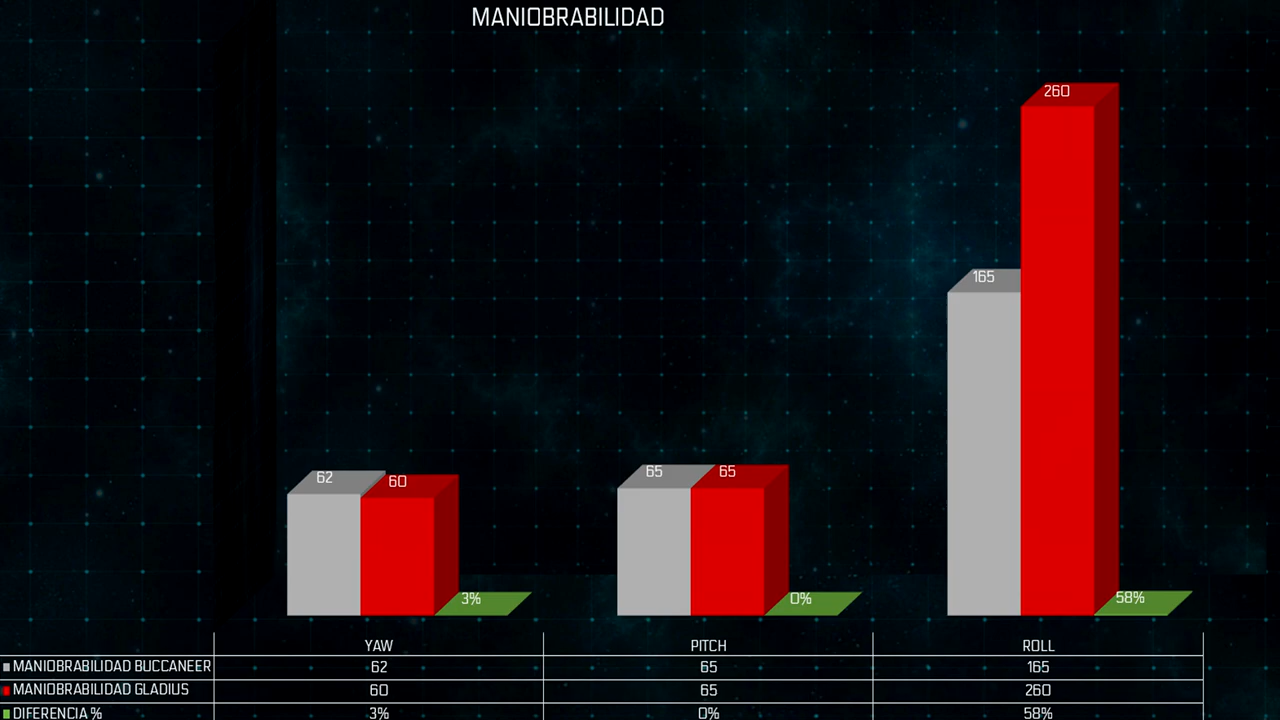 MANIOBRABILIDAD
260
165
62
60
65
65
3%
0%
58%
YAW PITCH ROLL
MANIOBRABILIDAD BUCCANEER 62 65 165
MANIOBRABILIDAD GLADIUS 60 65 260
DIFERENCIA % 3% 0% 58%